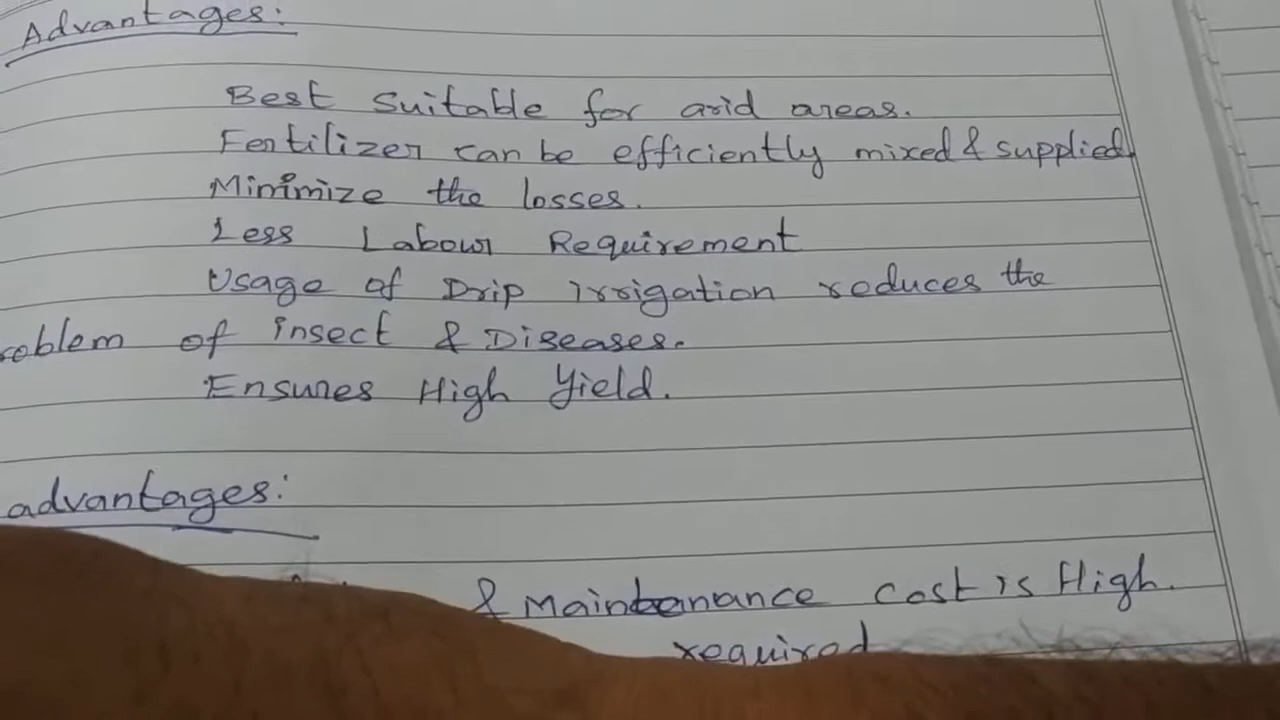 Advantages:
Best suitable for arid areas.
Fertilizer can be efficiently mixed & supplied
Minimize the losses.
Less Labour Requirement
Usage of Drip irrigation reduces the
oblem of insect & Diseases.
Ensures High Yield.
advantages:
& Maintenance cost is High.
required